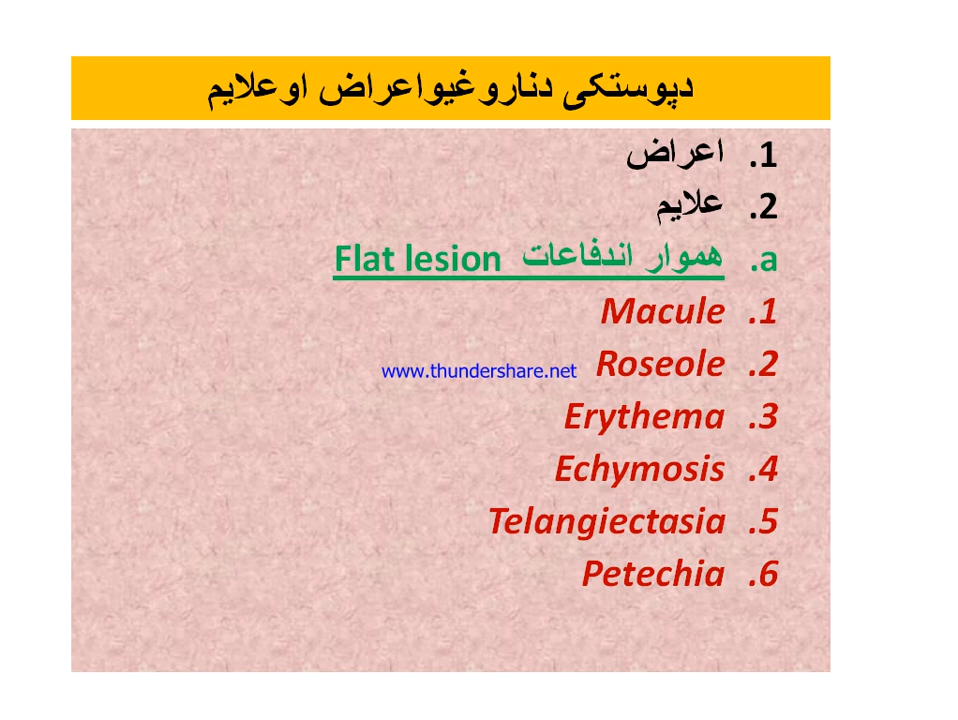 دپوستکی دناروغیواعراض اوعلایم
1. اعراض
2. علایم
a. هموار اندفاعات Flat lesion
1. Macule
2. Roseole
www.thundershare.net
3. Erythema
4. Echymosis
5. Telangiectasia
6. Petechia